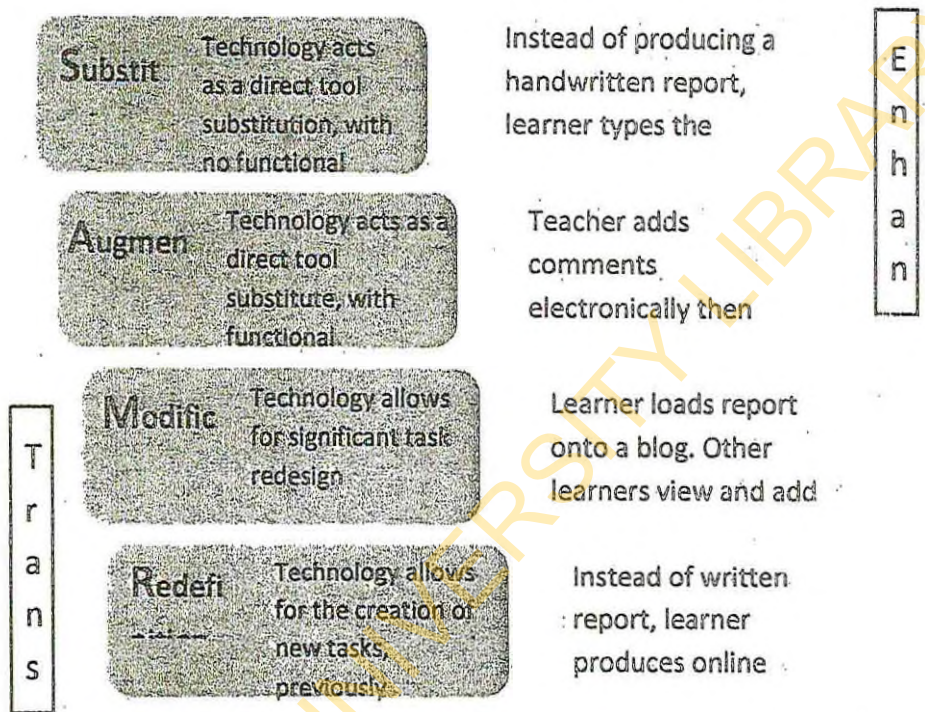 Substit
Technology acts
as a direct tool
substitution, with
no functional
Instead of producing a
handwritten report,
learner types the
E
n
h
a
n
Augmen
Technology acts as a
direct tool
substitute, with
functional
Teacher adds
comments
electronically then
Modific
Technology allows
for significant task
redesign
Learner loads report
onto a blog. Other
learners view and add
T
r
a
n
s
Redefi
Technology allows
for the creation of
new tasks,
previously
Instead of written
report, learner
produces online
UNIVERSITY LIBRAR